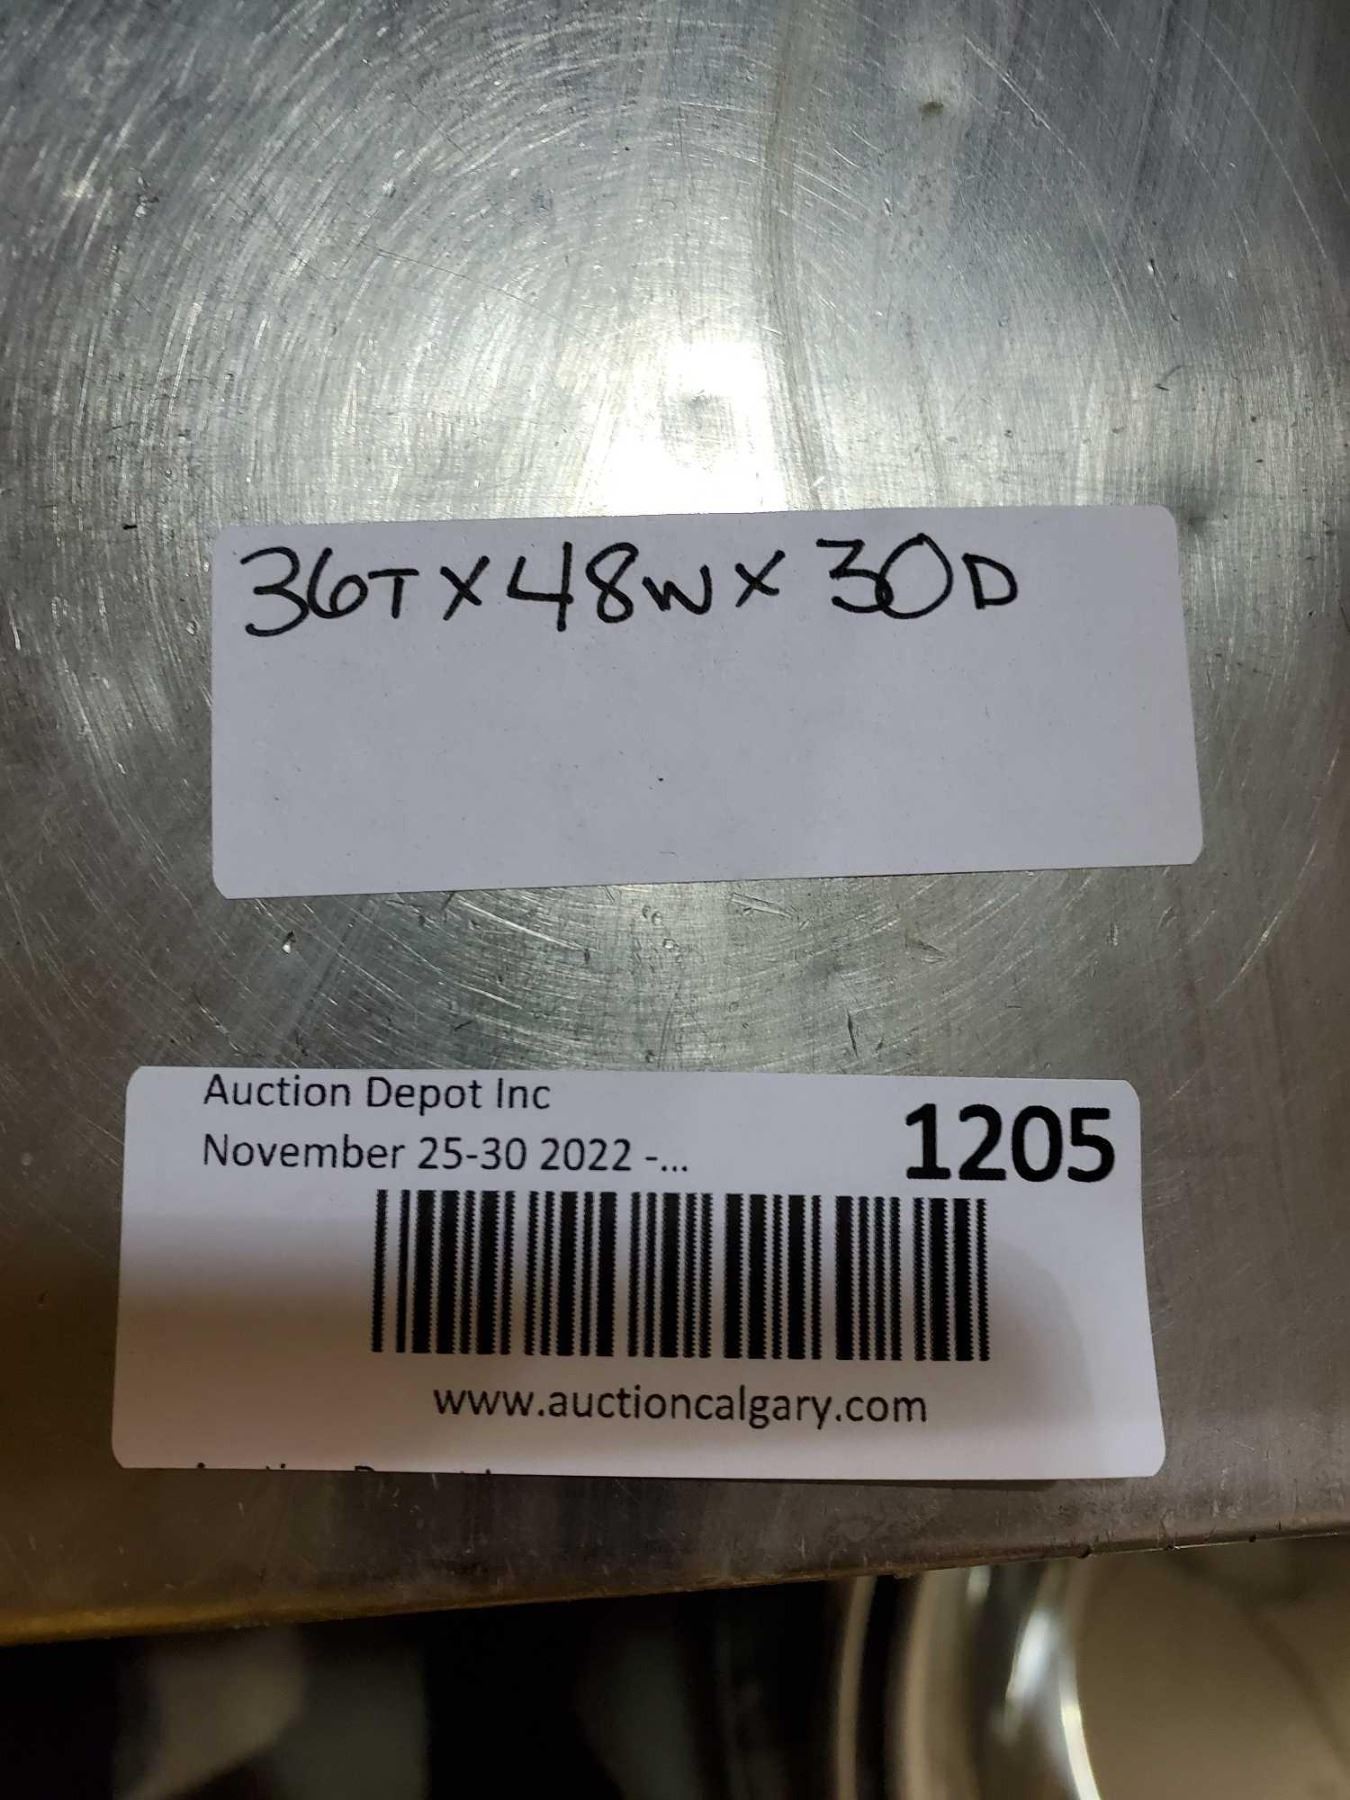 36T X 48W X 30D
Auction Depot Inc
November 25-30 2022 -...
1205
www.auctioncalgary.com